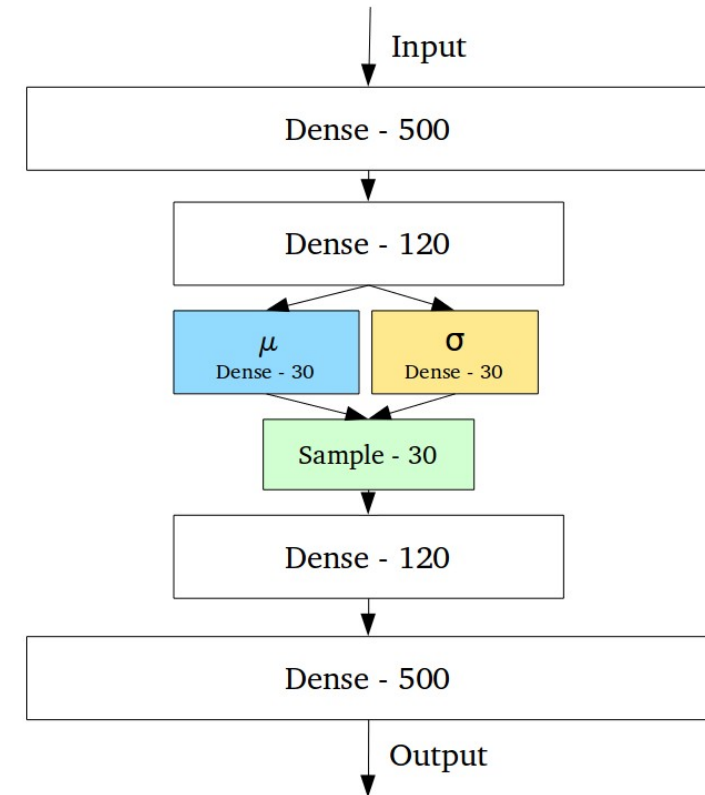 Input
Dense - 500
Dense - 120
μ
Dense - 30
σ
Dense - 30
Sample - 30
Dense - 120
Dense - 500
Output